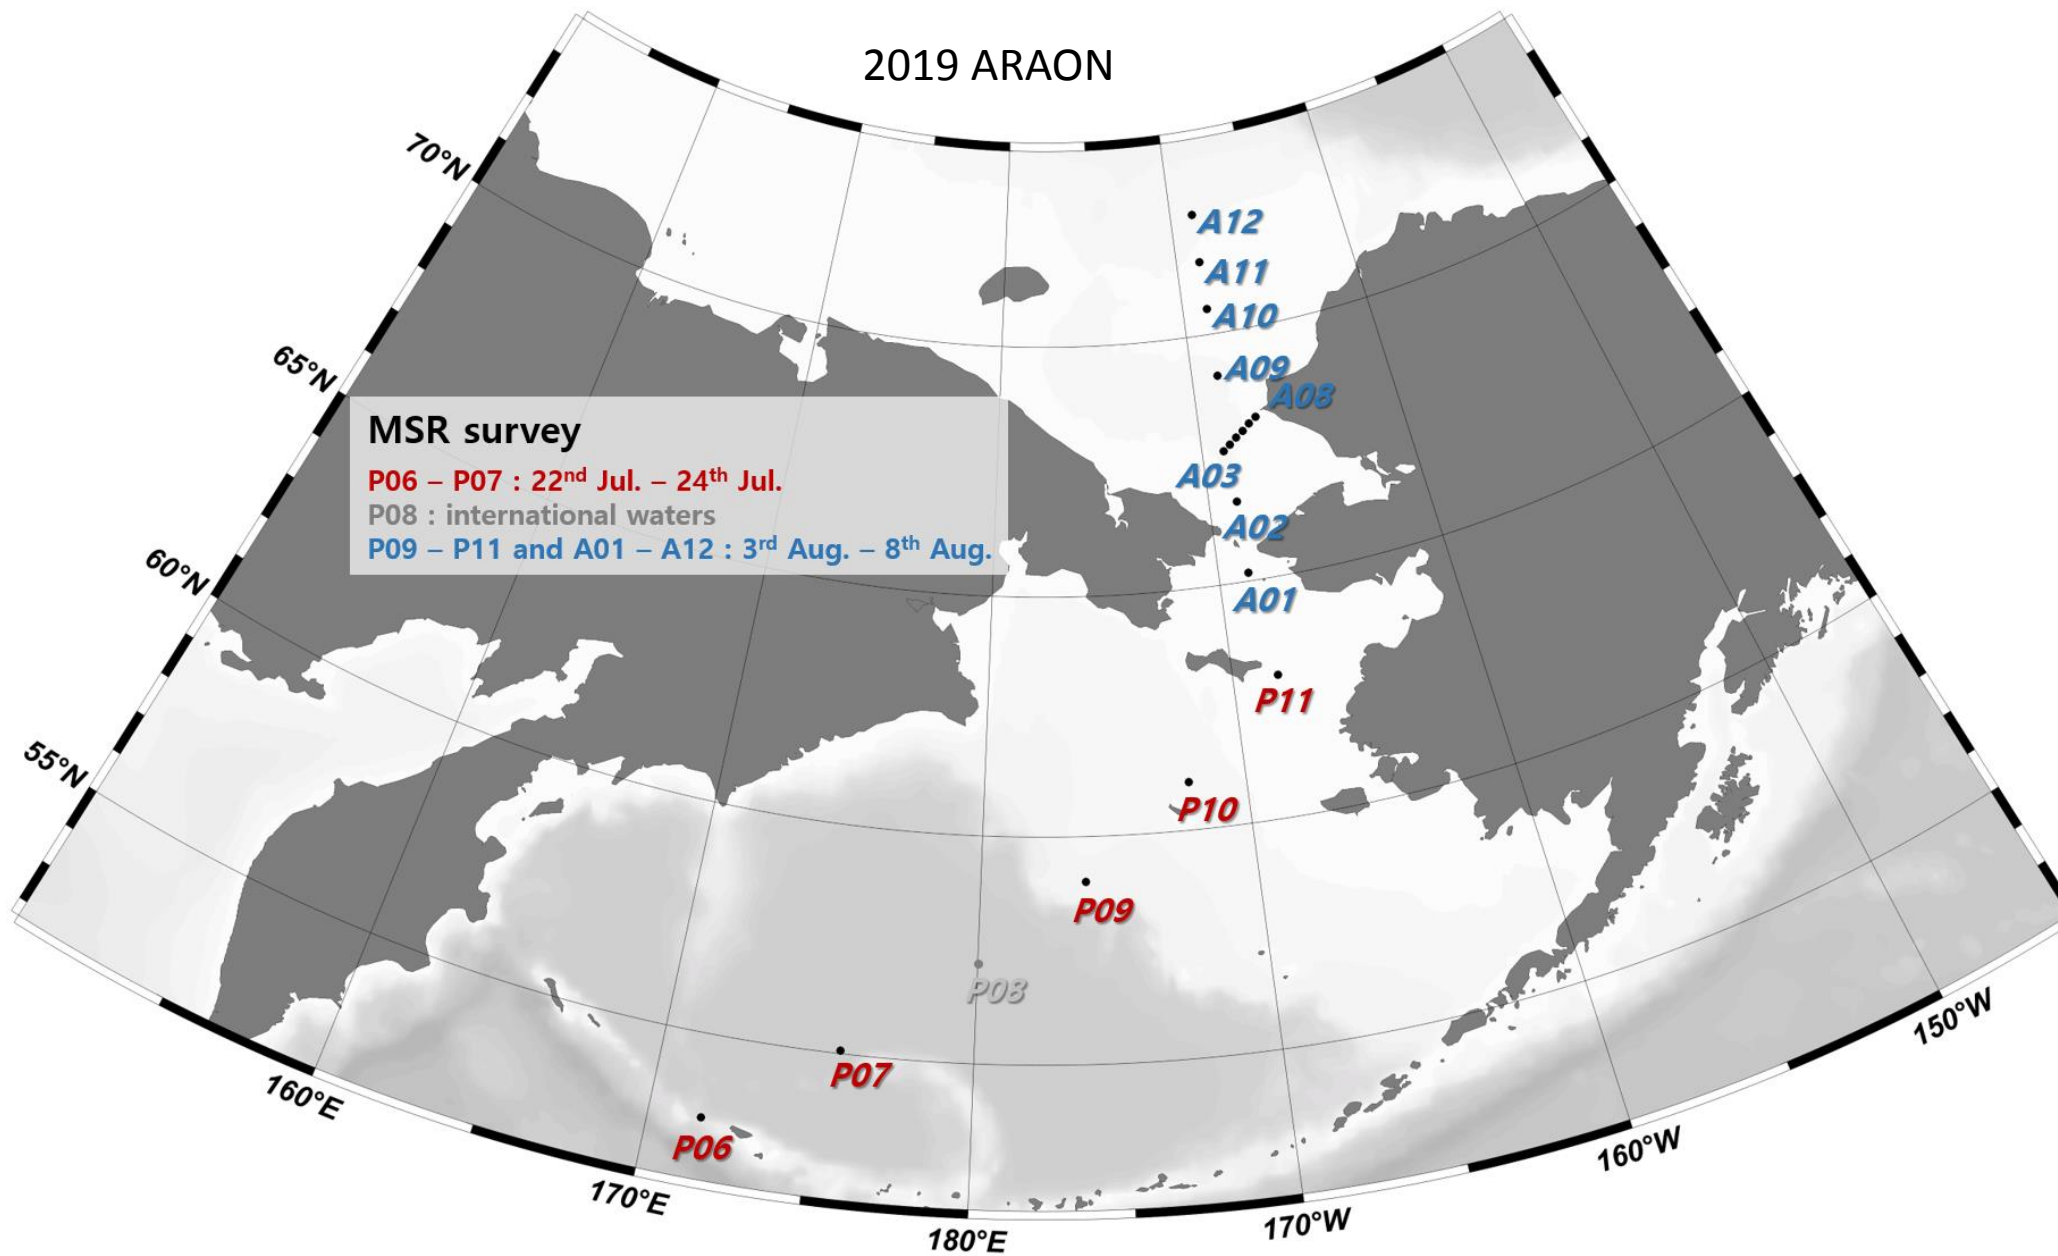 2019 ARAON
70°N
65°N
60°N
55°N
MSR survey
P06 – P07 : 22nd Jul. – 24th Jul.
P08 : international waters
P09 – P11 and A01 – A12 : 3rd Aug. – 8th Aug.
A12
A11
A10
A09
A08
A03
A02
A01
P11
P10
P09
P08
P07
P06
160°E
170°E
180°E
170°W
160°W
150°W